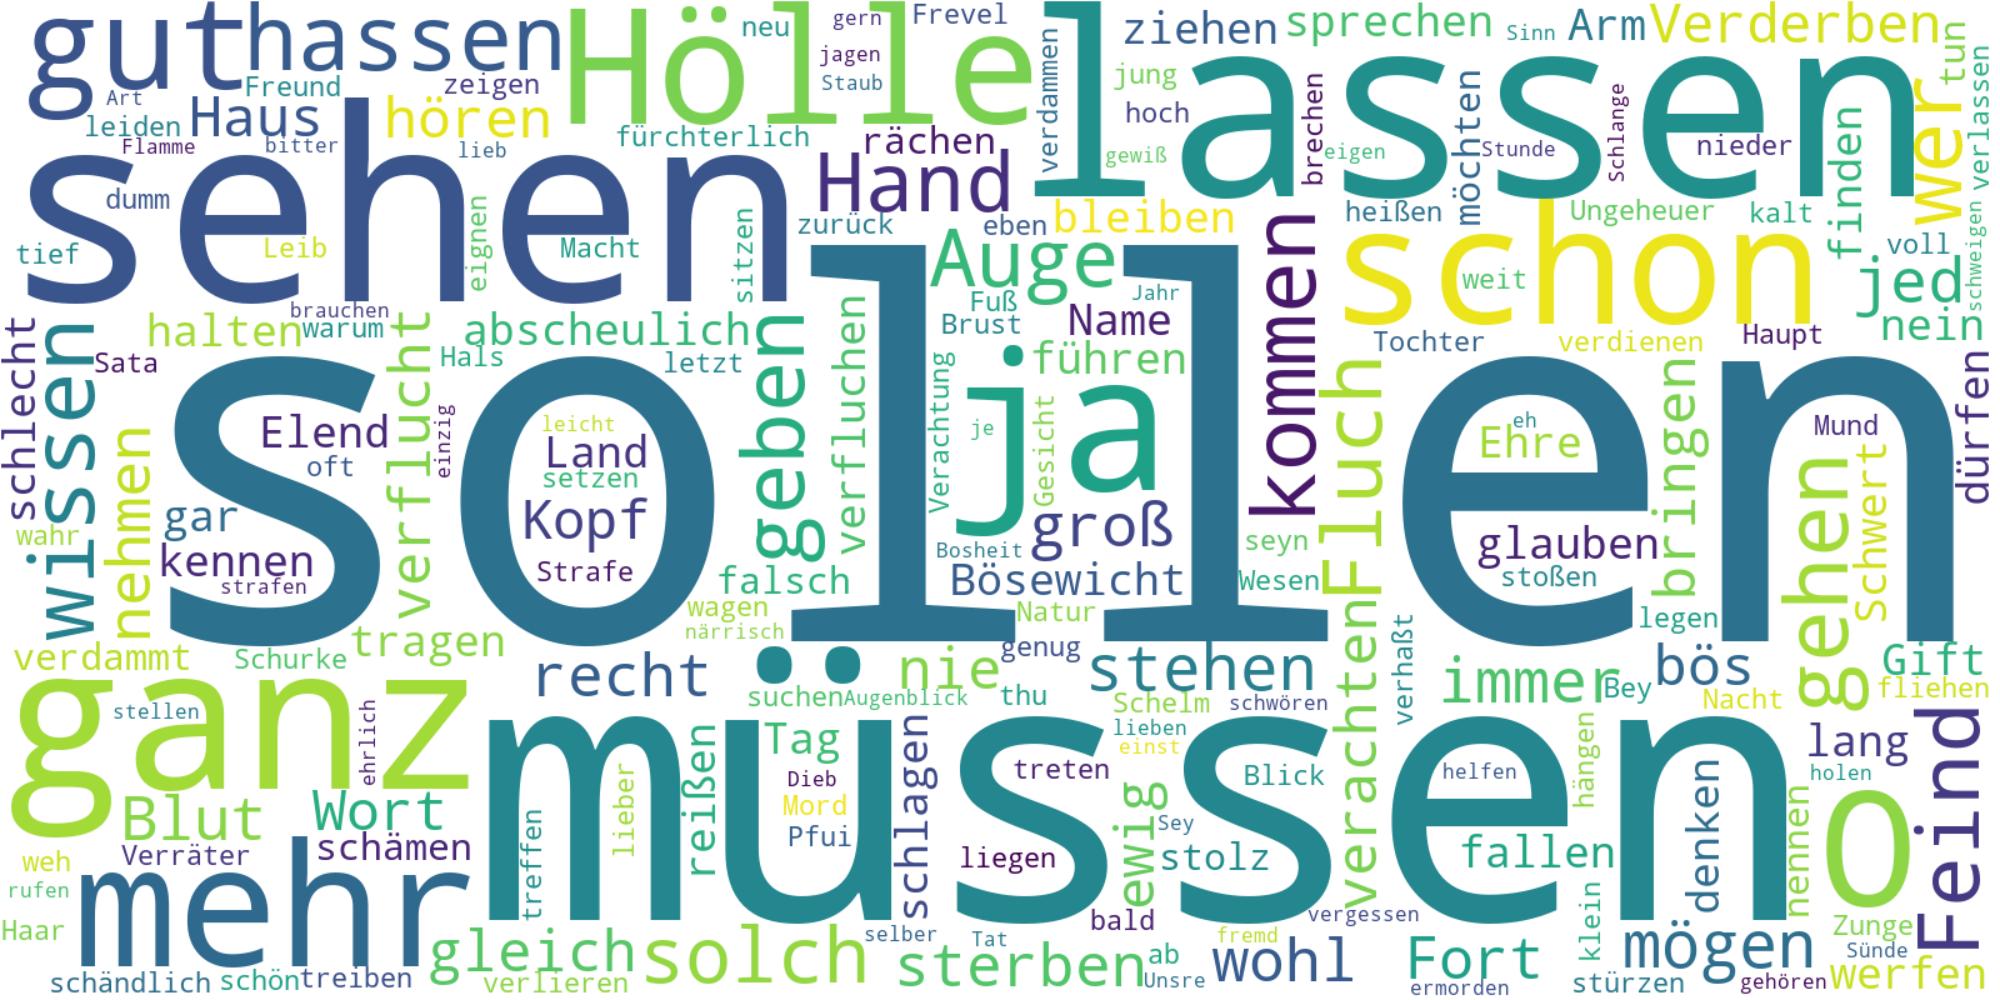 gut
hassen
Hölle
neu
gern
jagen
Staub
Frevel
lassen
verdammen
ziehen
sprechen
Sinn
Arm
Verderben
tun
Art
Freund
zeigen
jung
hoch
brechen
möchten
Schlange
wer
verlassen
leiden
Haus
hören
fürchterlich
rächen
Flamme
bitter
lieb
gewiß
eigen
Stunde
nieder
finden
sehen
Hand
dumm
heißen
Ungeheuer
kalt
tief
Leib
eignen
Macht
sitzen
zurück
eben
bleiben
schon
weit
voll
jed
schweigen
Auge
kommen
brauchen
warum
halten
verflucht
abscheulich
geben
verfluchen
Fuß
Brust
Jahr
Name
nein
schlecht
wissen
Sata
Hals
letzt
führen
Tochter
verdienen
Haupt
dürfen
sollen
Verachtung
ja
je
Gesicht
Fluch
nehmen
Elend
oft
einzig
leicht
Land
setzen
Kopf
Strafe
eh
Ehre
bringen
Mund
gehen
Schwert
gar
kennen
strafen
wahr
groß
Bosheit
Bösewicht
seyn
Wesen
glauben
stoßen
falsch
wagen
närrisch
Natur
genug
legen
verdammt
Schurke
tragen
recht
nie
stehen
verachten
verhaßt
immer
Bey
bös
Nacht
Gift
fliehen
ganz
stellen
ehrlich
suchen
Augenblick
thu
Schelm
schwören
müssen
reißen
Tag
schlagen
lieben
einst
treten
Blick
helfen
hängen
denken
lang
holen
Feind
Blut
Wort
lieber
Dieb
Mord
Pfui
ewig
Sey
stolz
liegen
fallen
nennen
O
weh
Verräter
schämen
treffen
rufen
mehr
Haar
bald
vergessen
klein
Zunge
Sünde
gleich
solch
selber
Tat
sterben
ab
Unsre
fremd
wohl
Fort
ermorden
stürzen
mögen
gehören
werfen
schändlich
schön
treiben
verlieren